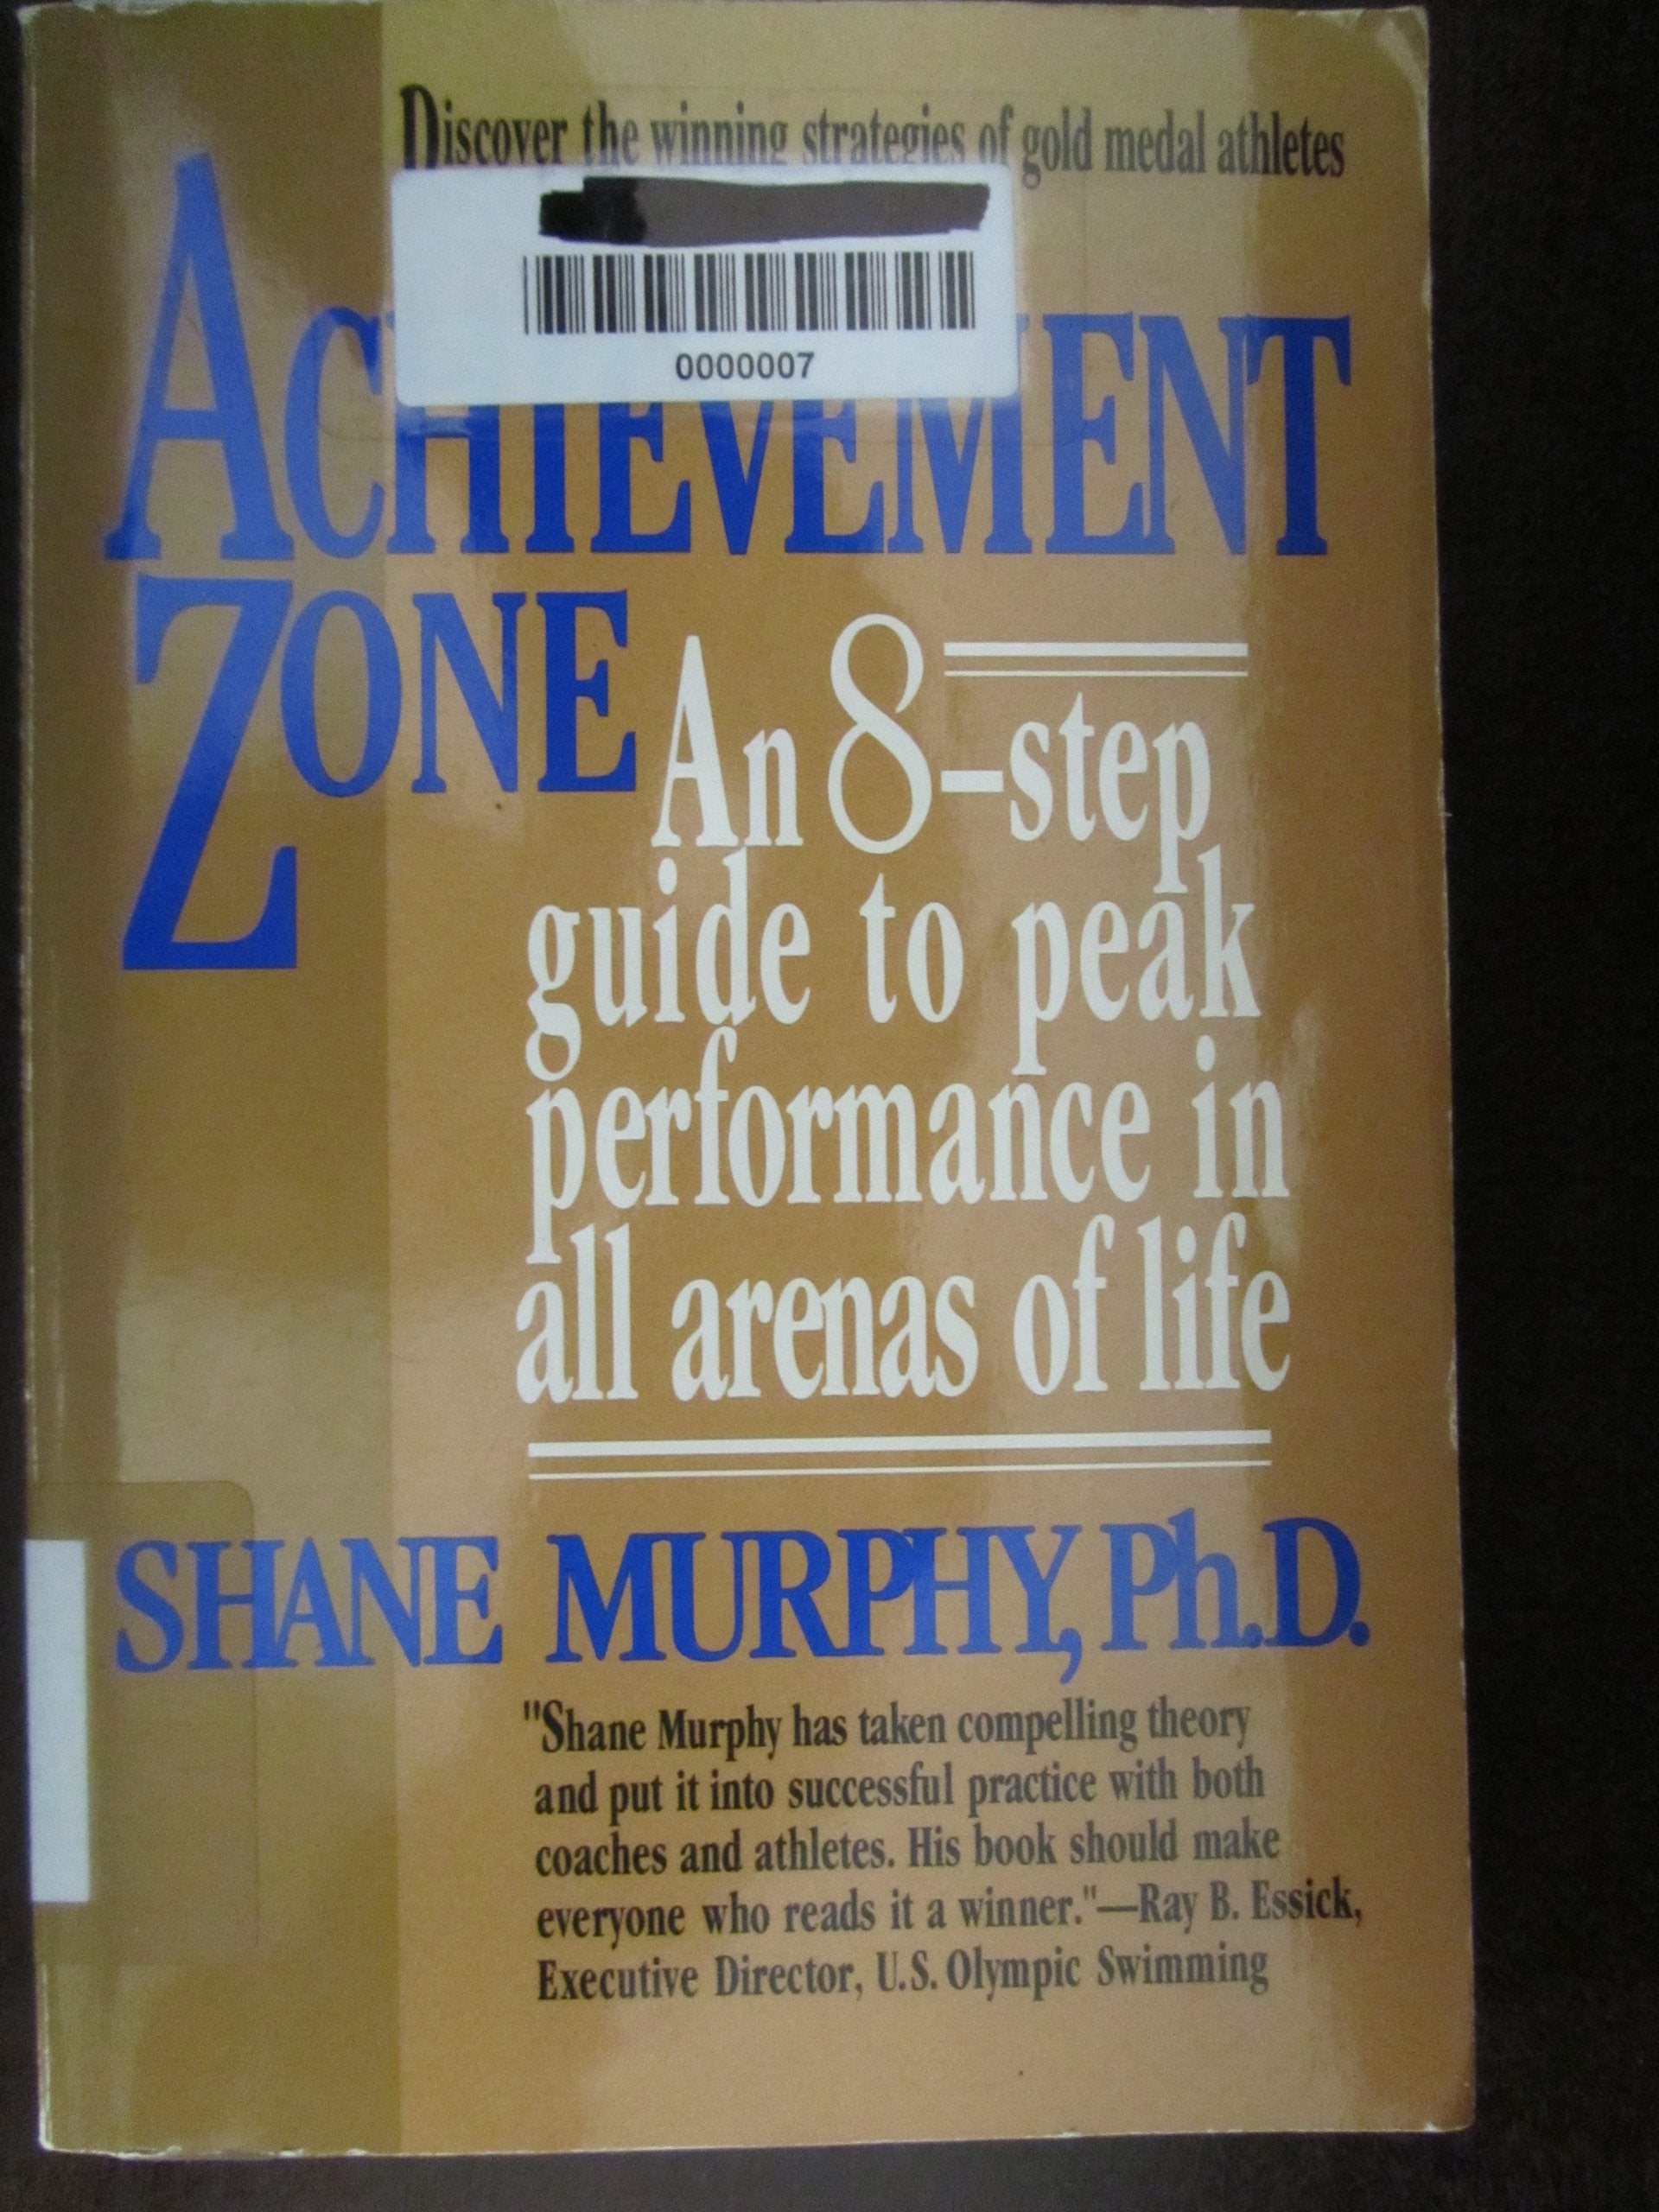 Discover the winning strategies of gold medal athletes
0000007
ACHIEVEMENT
ZONE
An 8-step
guide to peak
performance in
all arenas of life
SHANE MURPHY, Ph.D.
"Shane Murphy has taken compelling theory
and put it into successful practice with both
coaches and athletes. His book should make
everyone who reads it a winner."—Ray B. Essick,
Executive Director, U.S. Olympic Swimming